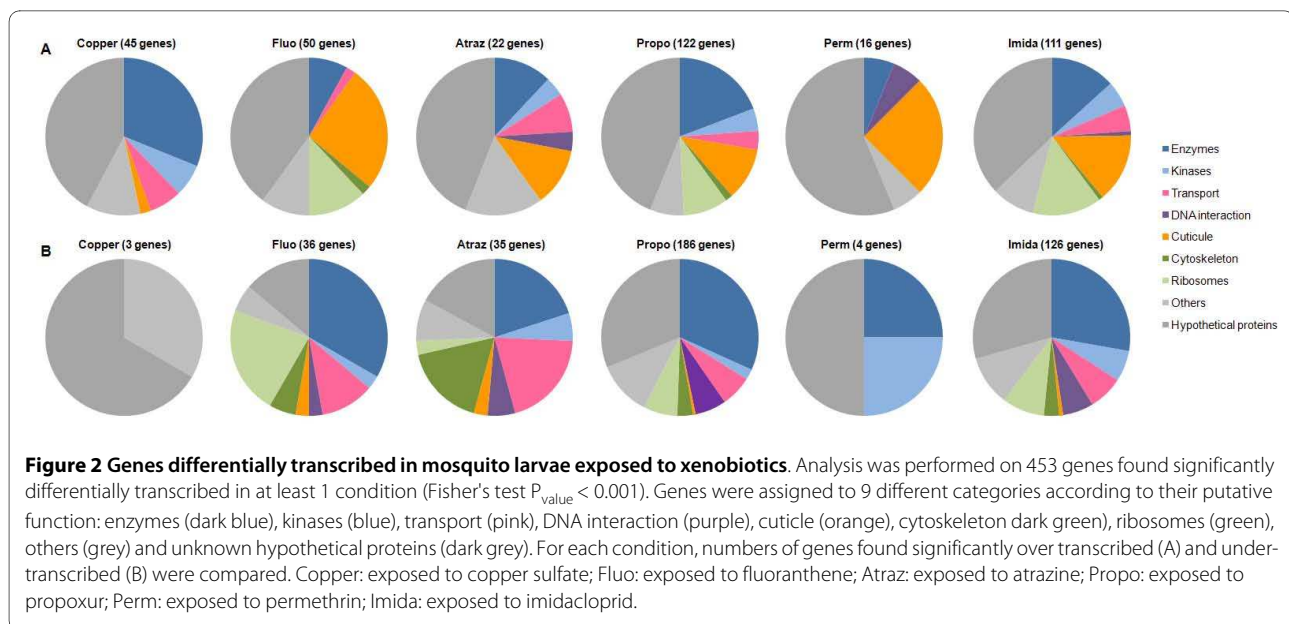 A
Copper (45 genes) Fluo (50 genes) Atraz (22 genes) Propo (122 genes) Perm (16 genes) Imida (111 genes)
Enzymes
Kinases
Transport
DNA interaction
Cuticule
Cytoskeleton
Ribosomes
Others
Hypothetical proteins
B
Copper (3 genes) Fluo (36 genes) Atraz (35 genes) Propo (186 genes) Perm (4 genes) Imida (126 genes)
Figure 2 Genes differentially transcribed in mosquito larvae exposed to xenobiotics. Analysis was performed on 453 genes found significantly
differentially transcribed in at least 1 condition (Fisher's test P value < 0.001). Genes were assigned to 9 different categories according to their putative
function: enzymes (dark blue), kinases (blue), transport (pink), DNA interaction (purple), cuticle (orange), cytoskeleton dark green), ribosomes (green),
others (grey) and unknown hypothetical proteins (dark grey). For each condition, numbers of genes found significantly over transcribed (A) and under-
transcribed (B) were compared. Copper: exposed to copper sulfate; Fluo: exposed to fluoranthene; Atraz: exposed to atrazine; Propo: exposed to
propoxur; Perm: exposed to permethrin; Imida: exposed to imidacloprid.